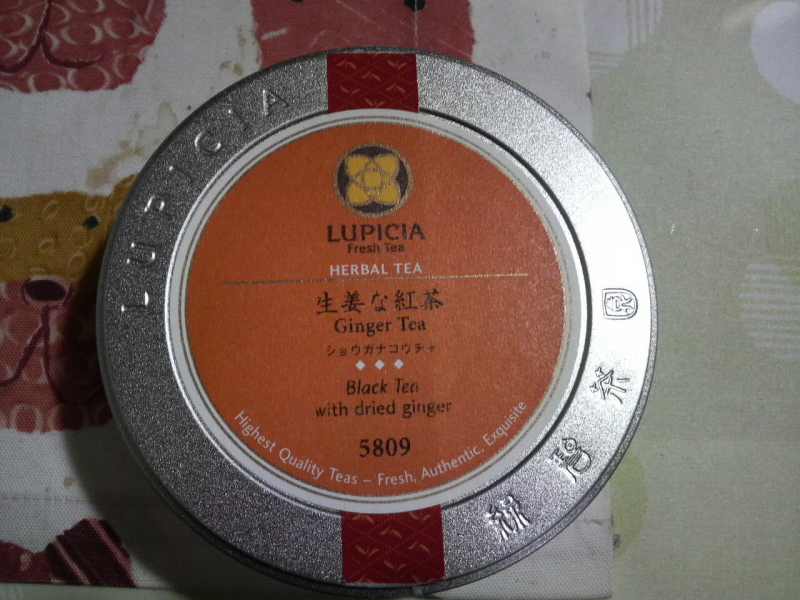 LUPICIA
LUPICIA
Fresh Tea
HERBAL TEA
生姜な紅茶
Ginger Tea
ショウガナコウチャ
Black Tea
with dried ginger
5809
Highest Quality Teas – Fresh, Authentic, Exquisite